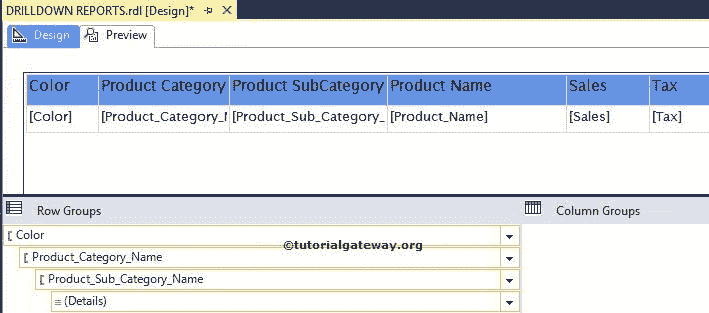 DRILLDOWN REPORTS.rdl [Design]*
Design Preview
Color Product Category Product SubCategory Product Name Sales Tax
[Color] [Product_Category_N [Product_Sub_Category_ [Product_Name] [Sales] [Tax]
Row Groups Column Groups
Color
©tutorialgateway.org
Product_Category_Name
Product_Sub_Category_Name
(Details)